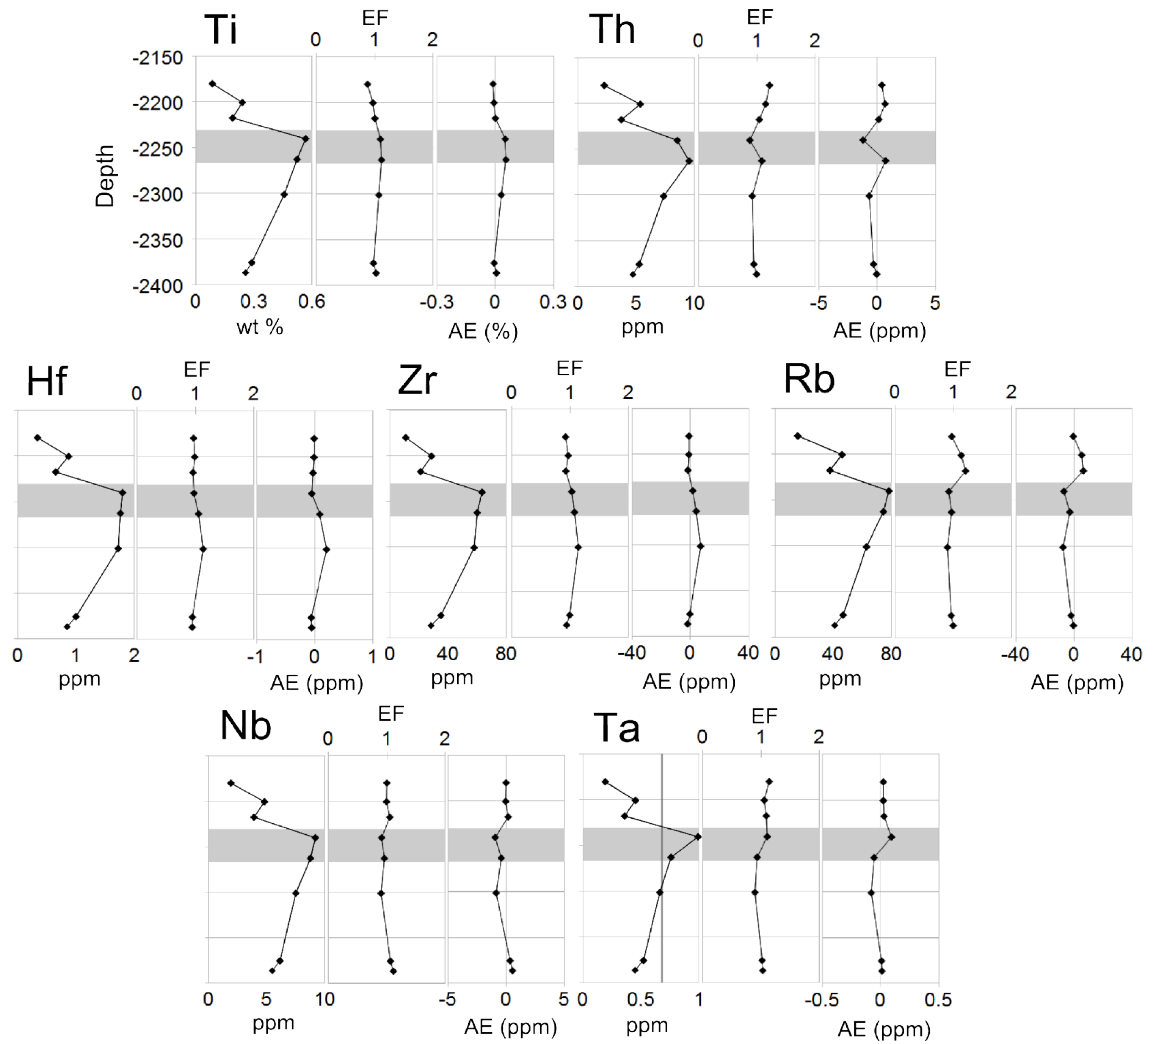 Ti EF Th EF
0 1 2 0 1 2
-2150
-2200
-2250
-2300
-2350
-2400
Depth
0 0.3 0.6 -0.3 0 0.3 0 5 10 -5 0 5
wt % AE (%) ppm AE (ppm)
Hf EF Zr EF Rb EF
0 1 2 0 1 2 0 1 2
0 1 2 -1 0 1 0 40 80 -40 0 40 0 40 80 -40 0 40
ppm AE (ppm) ppm AE (ppm) ppm AE (ppm)
Nb EF Ta EF
0 1 2 0 1 2
0 5 10 -5 0 5 0 0.5 1 -0.5 0 0.5
ppm AE (ppm) ppm AE (ppm)